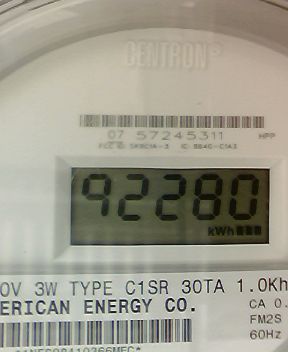 CENTRON®
07 57245311 HPP
92280
kWh
0V 3W TYPE C1SR 30TA 1.0Kh
ERICAN ENERGY CO. CA 0.
FM2S
60Hz